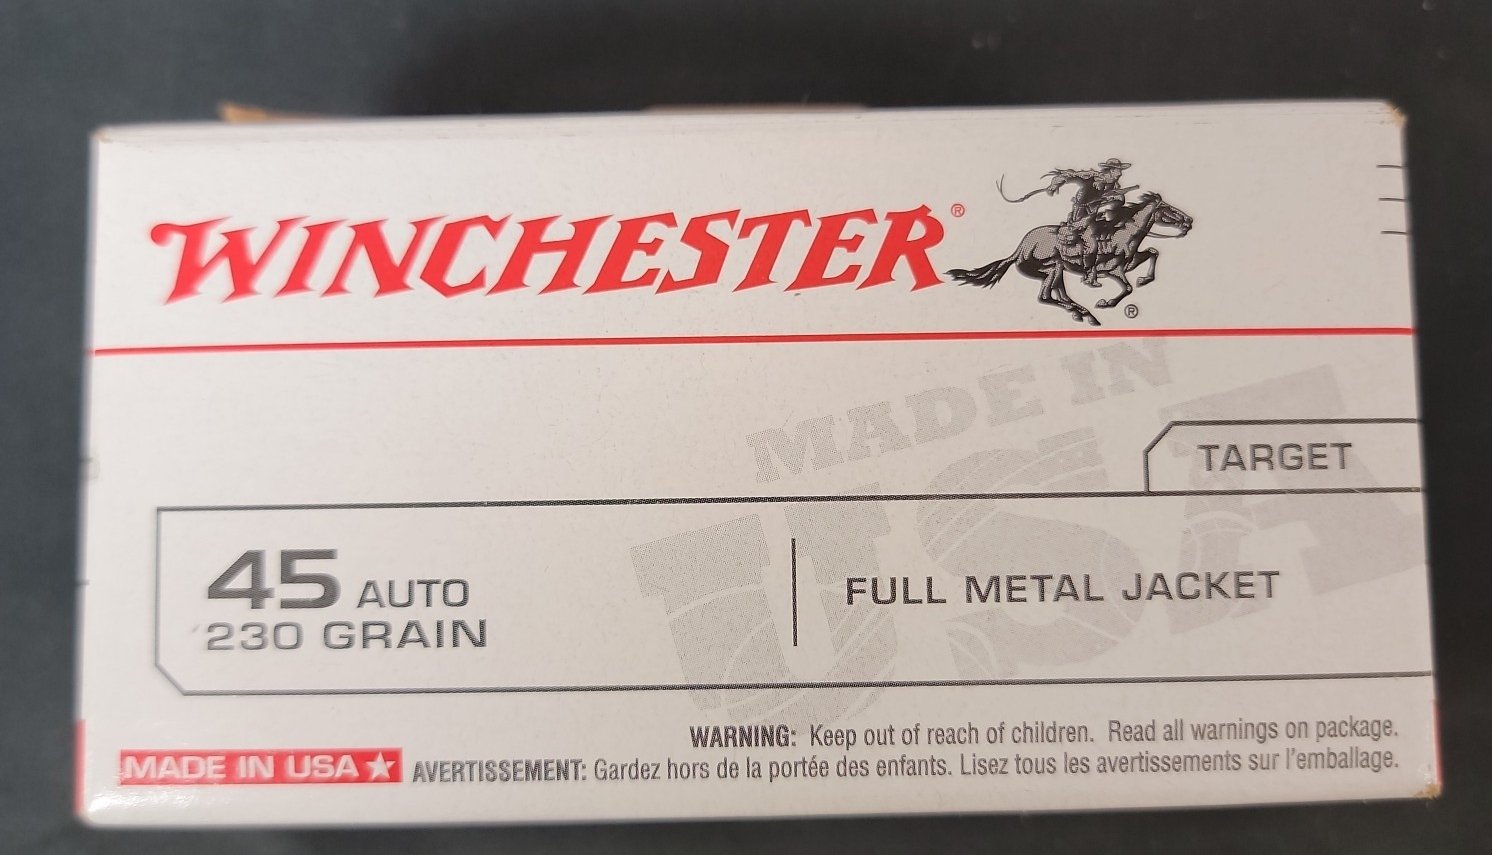 WINCHESTER®
®
MADE IN
USA
TARGET
45 AUTO
230 GRAIN
FULL METAL JACKET
WARNING: Keep out of reach of children. Read all warnings on package.
MADE IN USA ★ AVERTISSEMENT: Gardez hors de la portée des enfants. Lisez tous les avertissements sur l'emballage.